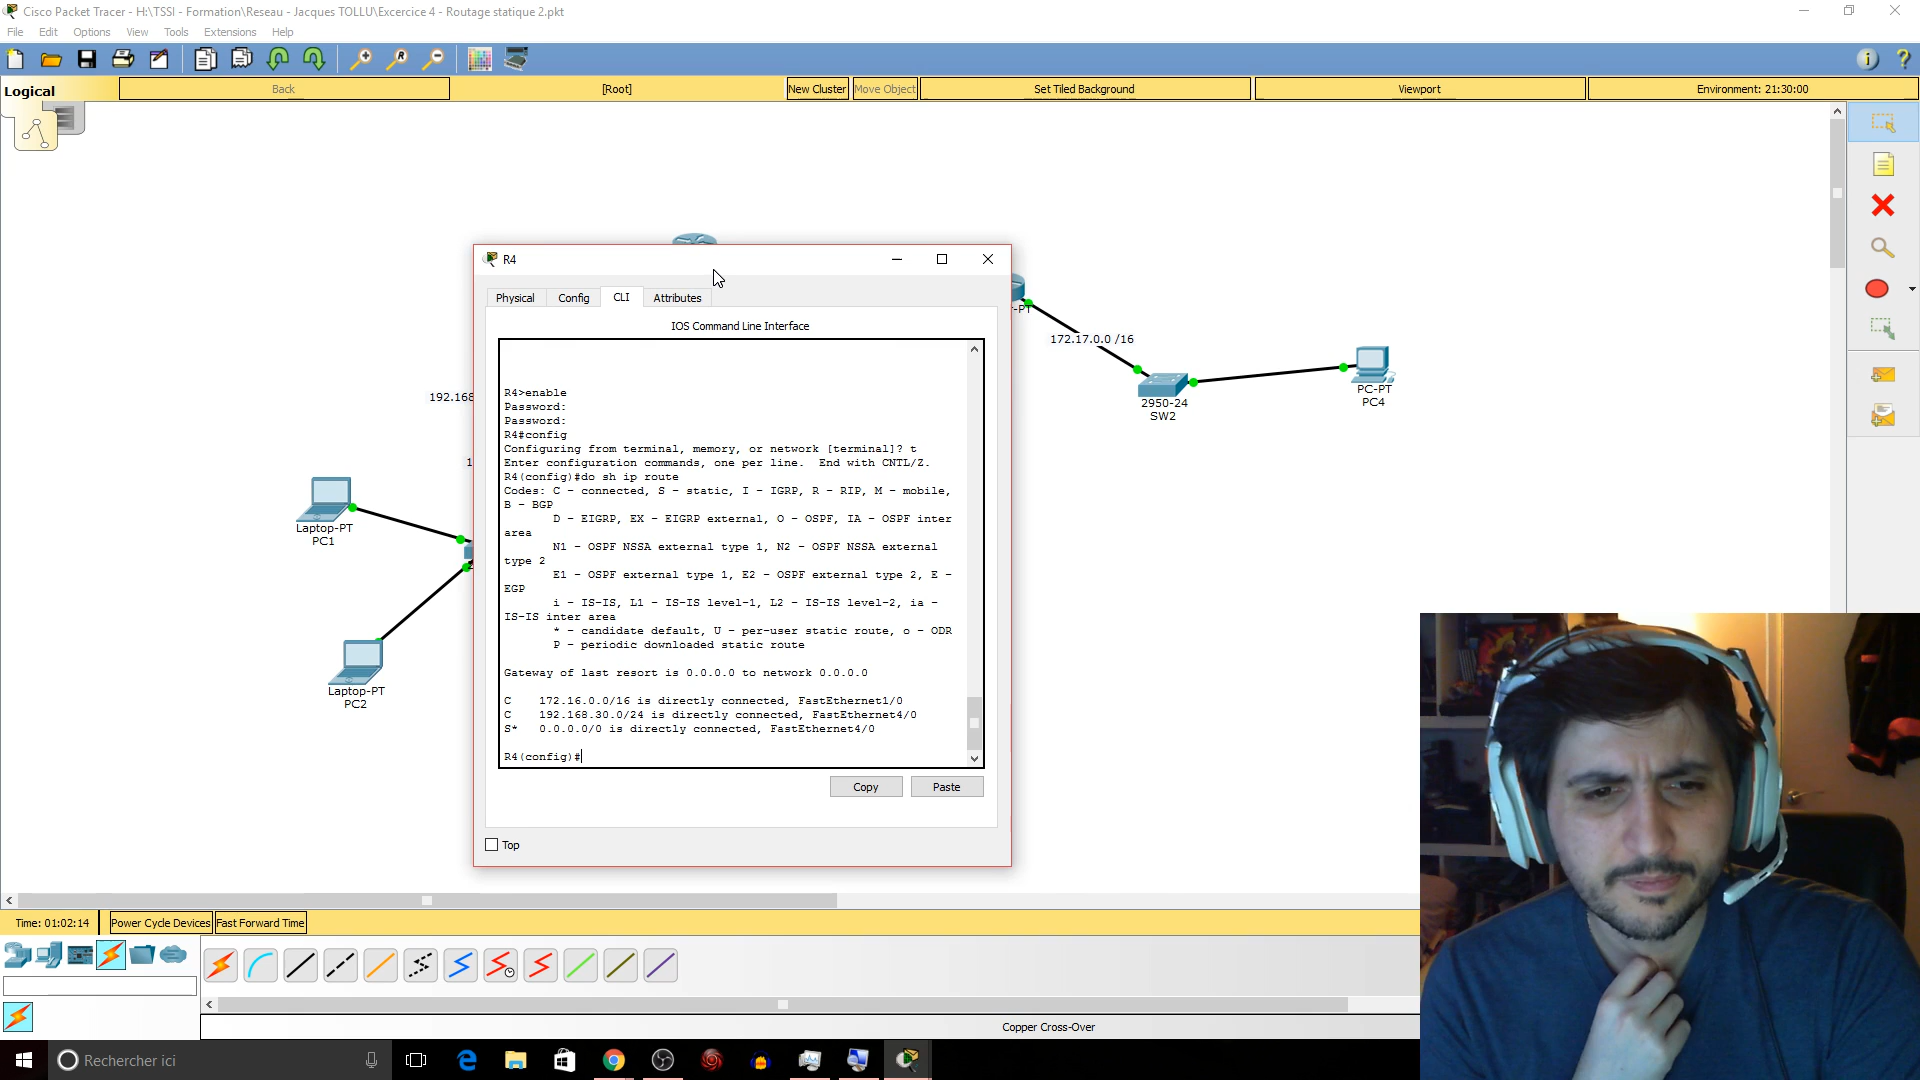 Cisco Packet Tracer - H:\TSSI - Formation\Reseau - Jacques TOLLU\Excercice 4 - Routage statique 2.pkt
File Edit Options View Tools Extensions Help
Logical
Back
[Root]
New Cluster
Move Object
Set Tiled Background
Viewport
Environment: 21:30:00
R4
Physical Config CLI Attributes
IOS Command Line Interface
R4>enable
Password:
Password:
R4#config
Configuring from terminal, memory, or network [terminal]? t
Enter configuration commands, one per line.  End with CNTL/Z.
R4(config)#do sh ip route
Codes: C - connected, S - static, I - IGRP, R - RIP, M - mobile,
B - BGP
D - EIGRP, EX - EIGRP external, O - OSPF, IA - OSPF inter
area
N1 - OSPF NSSA external type 1, N2 - OSPF NSSA external
type 2
E1 - OSPF external type 1, E2 - OSPF external type 2, E -
EGP
i - IS-IS, L1 - IS-IS level-1, L2 - IS-IS level-2, ia -
IS-IS inter area
* - candidate default, U - per-user static route, o - ODR
P - periodic downloaded static route
Gateway of last resort is 0.0.0.0 to network 0.0.0.0
C    172.16.0.0/16 is directly connected, FastEthernet1/0
C    192.168.30.0/24 is directly connected, FastEthernet4/0
S*   0.0.0.0/0 is directly connected, FastEthernet4/0
R4(config)#
Copy
Paste
Top
-PT
172.17.0.0 /16
2950-24
SW2
PC-PT
PC4
192.168
1
Laptop-PT
PC1
Laptop-PT
PC2
Time: 01:02:14
Power Cycle Devices
Fast Forward Time
Copper Cross-Over
Rechercher ici